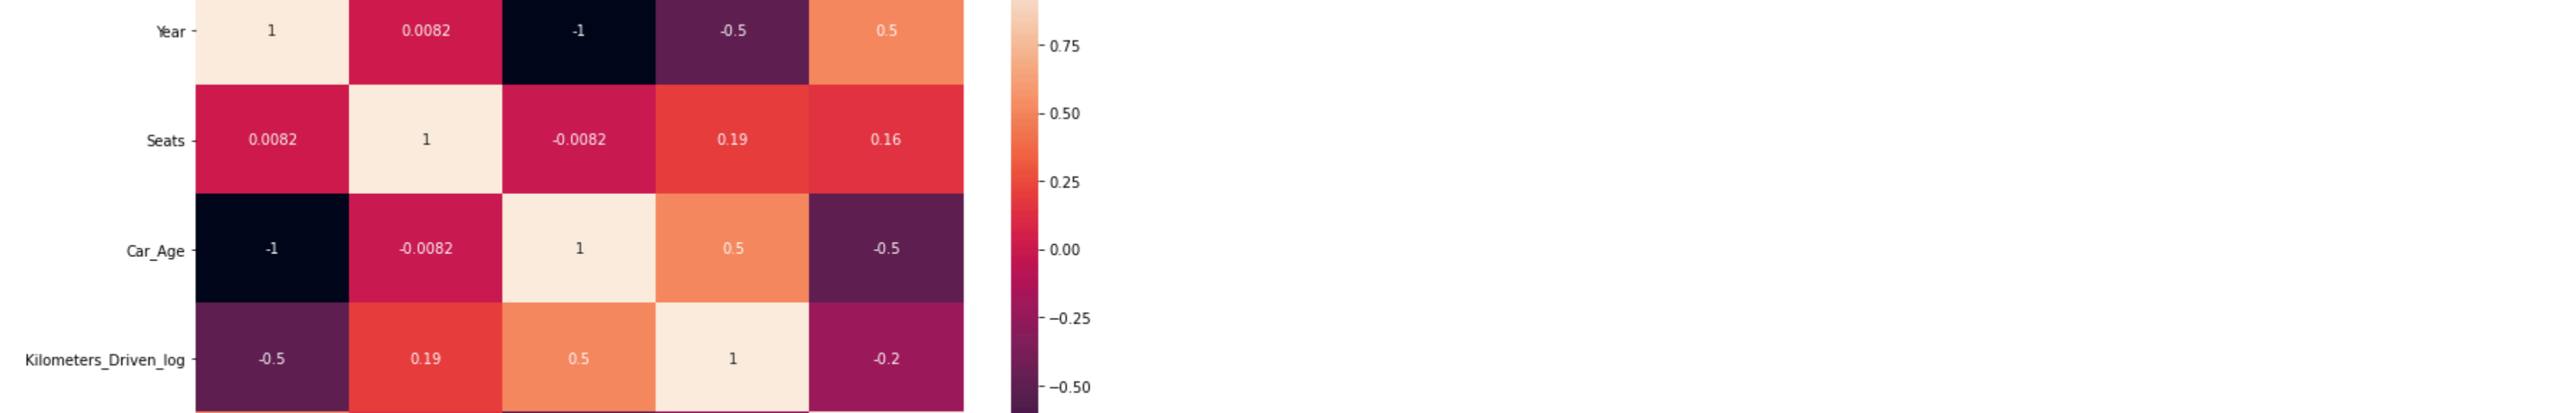 Year 1 0.0082 -1 -0.5 0.5
0.75
0.50
Seats 0.0082 1 -0.0082 0.19 0.16
0.25
Car_Age -1 -0.0082 1 0.5 -0.5
0.00
−0.25
Kilometers_Driven_log -0.5 0.19 0.5 1 -0.2
−0.50